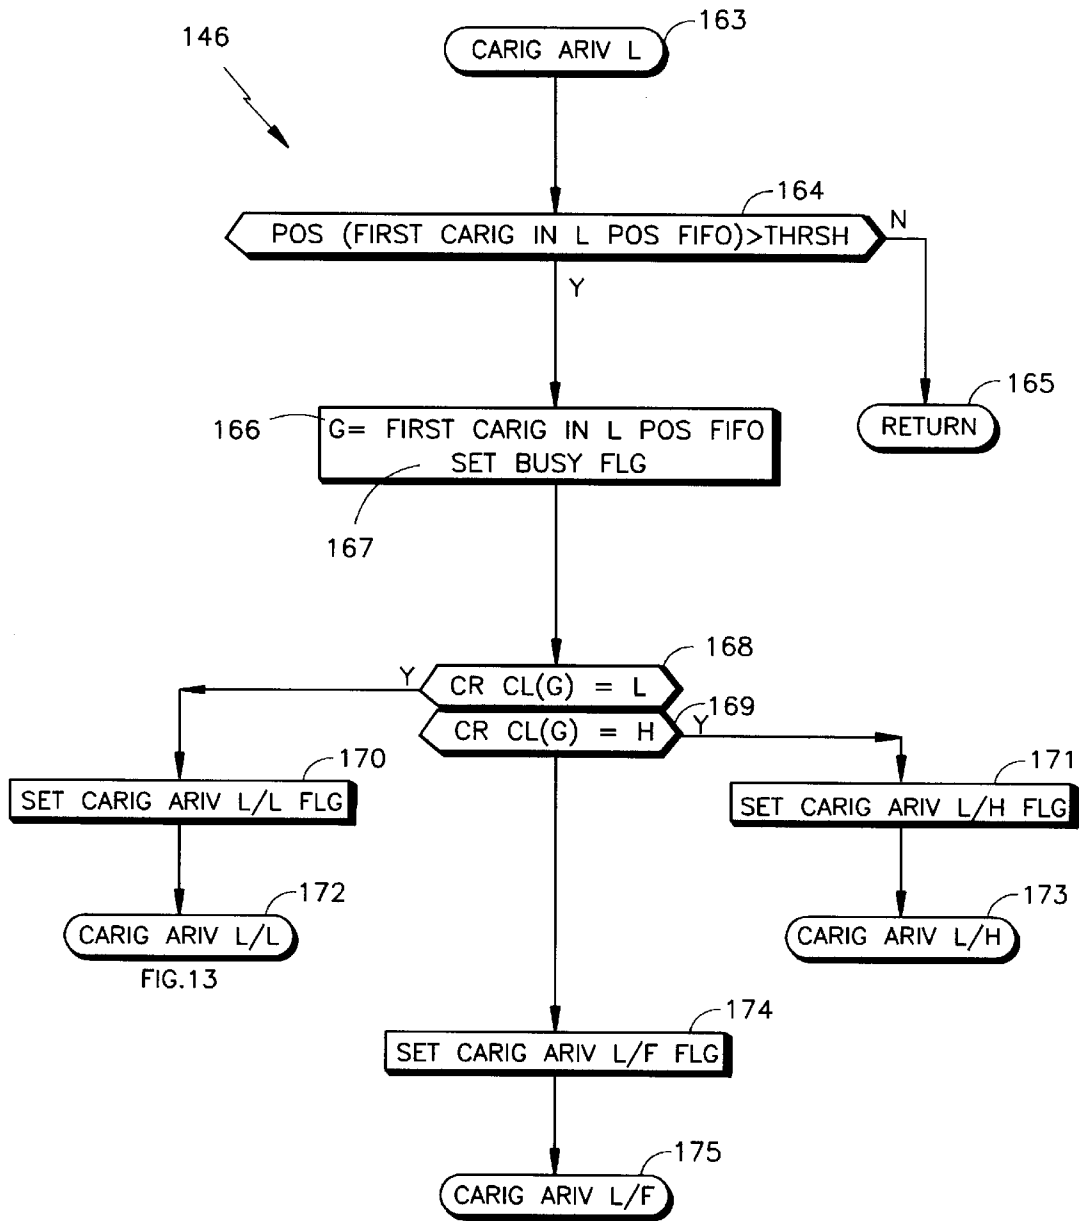 146
CARIG ARIV L
163
POS (FIRST CARIG IN L POS FIFO)>THRSH
164
N
Y
RETURN
165
166
G= FIRST CARIG IN L POS FIFO
SET BUSY FLG
167
168
Y
CR CL(G) = L
169
CR CL(G) = H
Y
170
SET CARIG ARIV L/L FLG
171
SET CARIG ARIV L/H FLG
172
CARIG ARIV L/L
FIG.13
173
CARIG ARIV L/H
174
SET CARIG ARIV L/F FLG
175
CARIG ARIV L/F